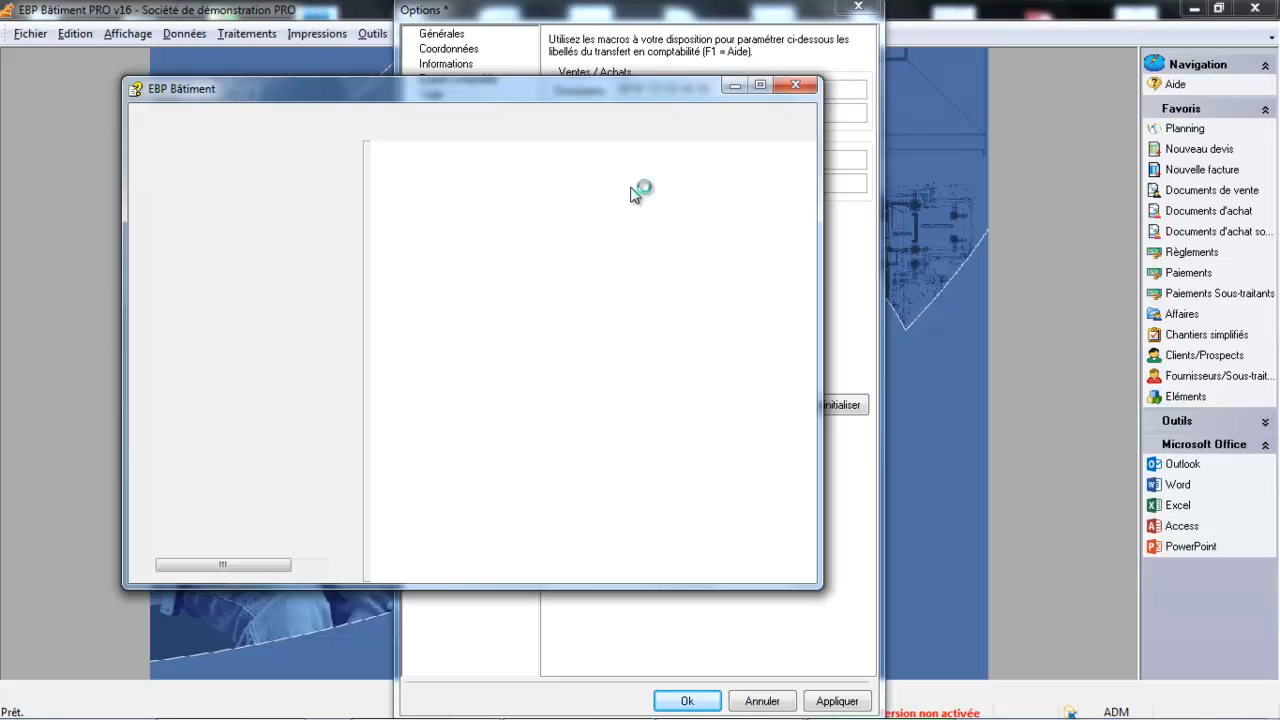 EBP Bâtiment PRO v16 - Société de démonstration PRO
Options *
Fichier Edition Affichage Données Traitements Impressions Outils
Générales
Coordonnées
Informations
Utilisez les macros à votre disposition pour paramétrer ci-dessous les
libellés du transfert en comptabilité (F1 = Aide).
Ventes / Achats
EBP Bâtiment
initialiser
Ok
Annuler
Appliquer
Navigation
Aide
Favoris
Planning
Nouveau devis
Nouvelle facture
Documents de vente
Documents d'achat
Documents d'achat so...
Règlements
Paiements
Paiements Sous-traitants
Affaires
Chantiers simplifiés
Clients/Prospects
Fournisseurs/Sous-trait...
Eléments
Outils
Microsoft Office
Outlook
Word
Excel
Access
PowerPoint
Prêt.
ersion non activée
ADM